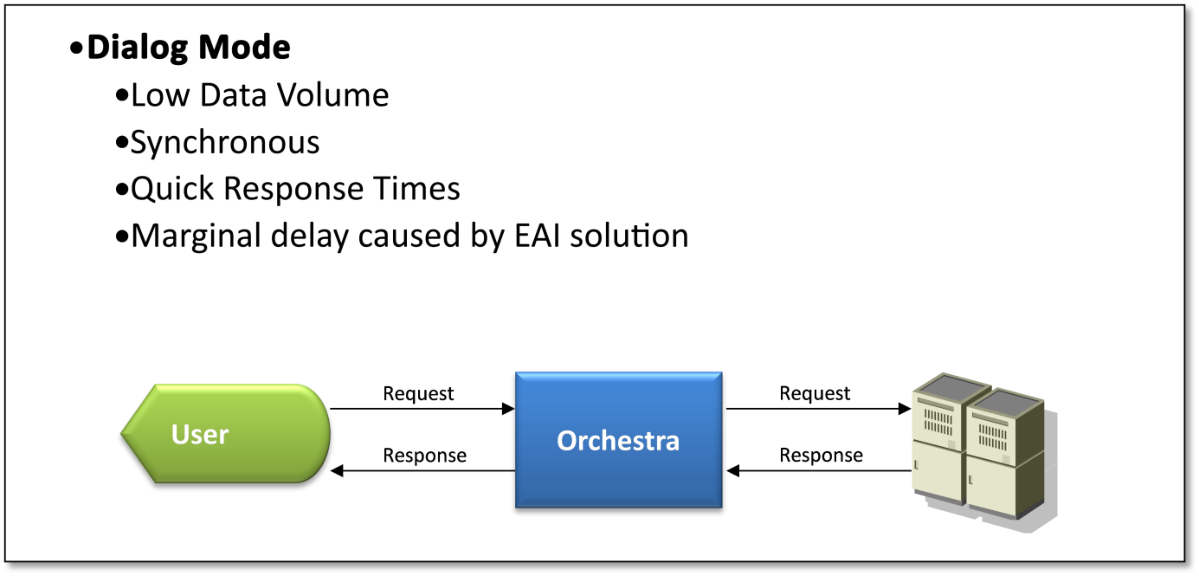 •Dialog Mode
•Low Data Volume
•Synchronous
•Quick Response Times
•Marginal delay caused by EAI solution
Request
Request
User
Orchestra
Response
Response